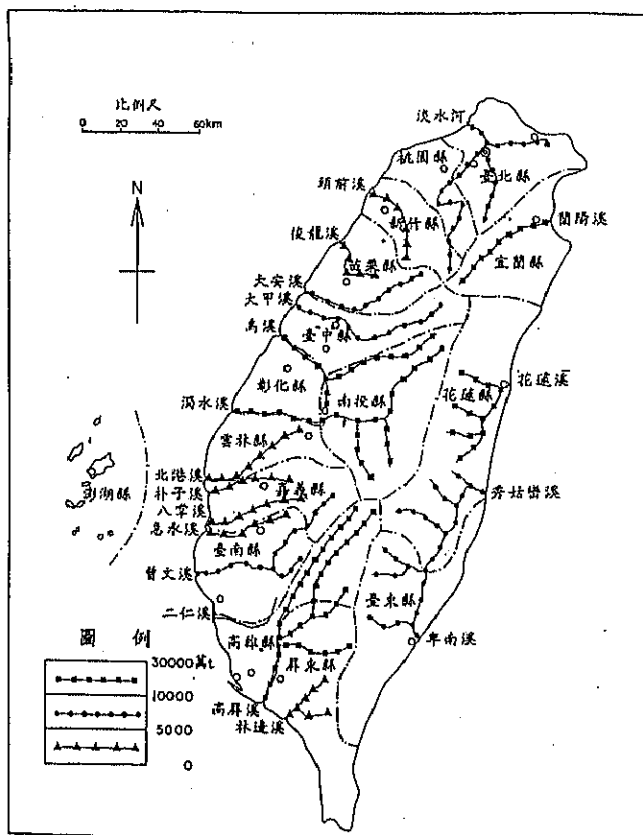 比例尺
0 20 40 60km
N
淡水河
桃園縣
臺北縣
頭前溪
新竹縣
蘭陽溪
後龍溪
苗栗縣
宜蘭縣
大安溪
大甲溪
臺中縣
烏溪
彰化縣
花蓮溪
花蓮縣
南投縣
濁水溪
雲林縣
北港溪
朴子溪
嘉義縣
澎湖縣
八掌溪
急水溪
秀姑巒溪
臺南縣
曾文溪
臺東縣
二仁溪
圖 例
高雄縣
卑南溪
屏東縣
30000萬t
10000
5000
0
高屏溪
林邊溪